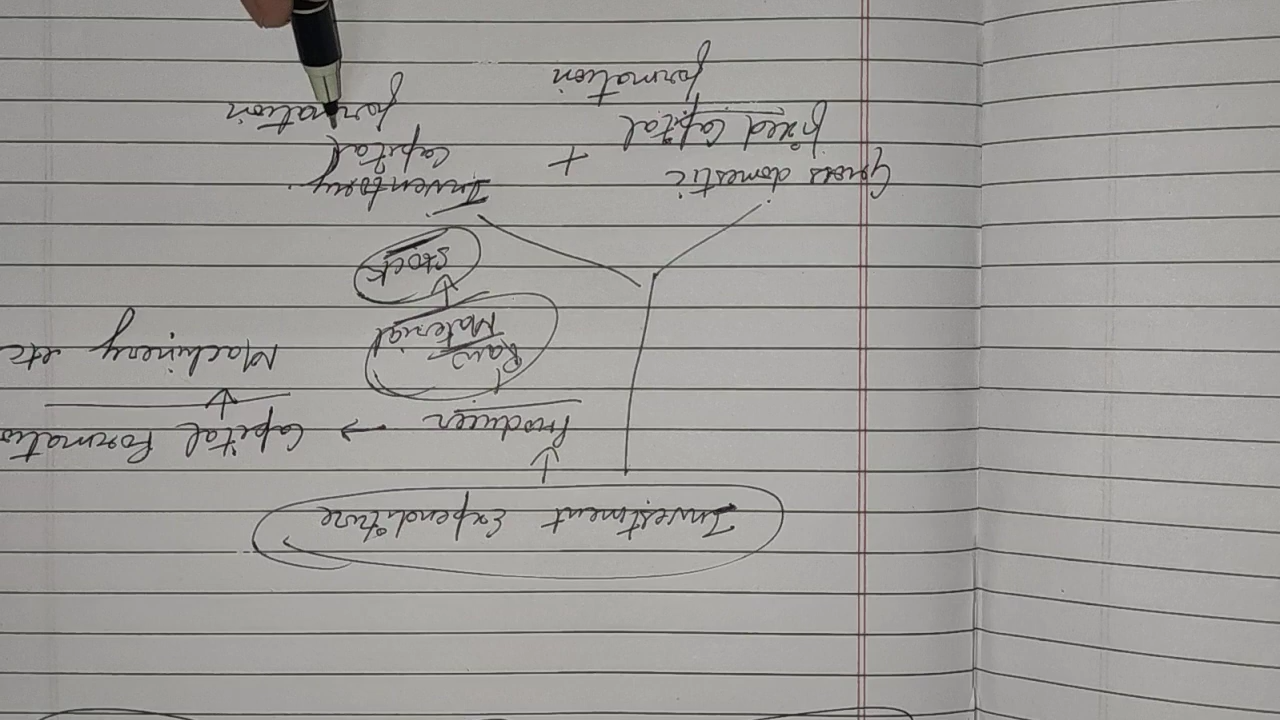 Investment Expenditure
Producer → Capital Formatio
Raw
Material
Machinery etc
Stock
Gross domestic
fixed Capital
formation
+
Inventory
Capital
formation